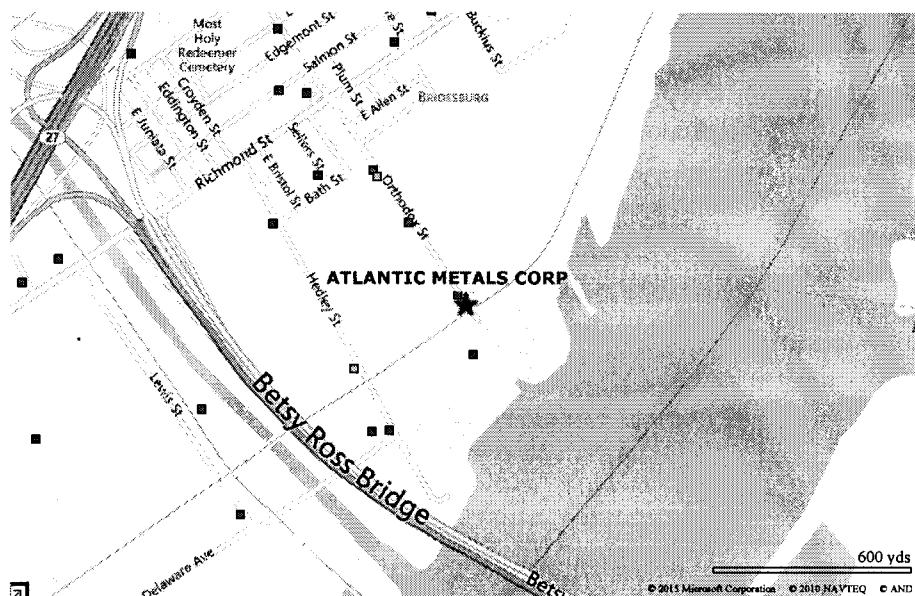 Most
Holy
Redeemer
Cemetery
Edgemont St
Salmon St
Buckius St
Plum St
E Allen St
BRIDESBURG
Croyden St
Eddington St
E Juniata St
27
Richmond St
Sellers St
E Bristol St
Bath St
Orthodox St
ATLANTIC METALS CORP
Hedley St
Lewis St
Betsy Ross Bridge
Delaware Ave
Betsy
600 yds
© 2015 Microsoft Corporation © 2010 NAVTEQ © AND